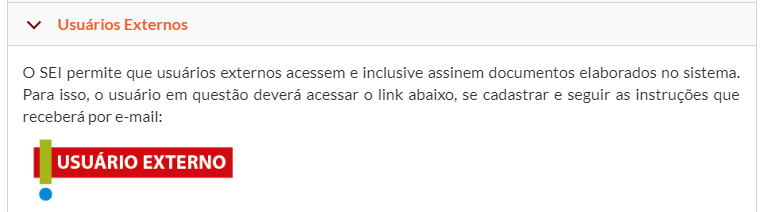 Usuários Externos
O SEI permite que usuários externos acessem e inclusive assinem documentos elaborados no sistema.
Para isso, o usuário em questão deverá acessar o link abaixo, se cadastrar e seguir as instruções que
receberá por e-mail:
USUÁRIO EXTERNO